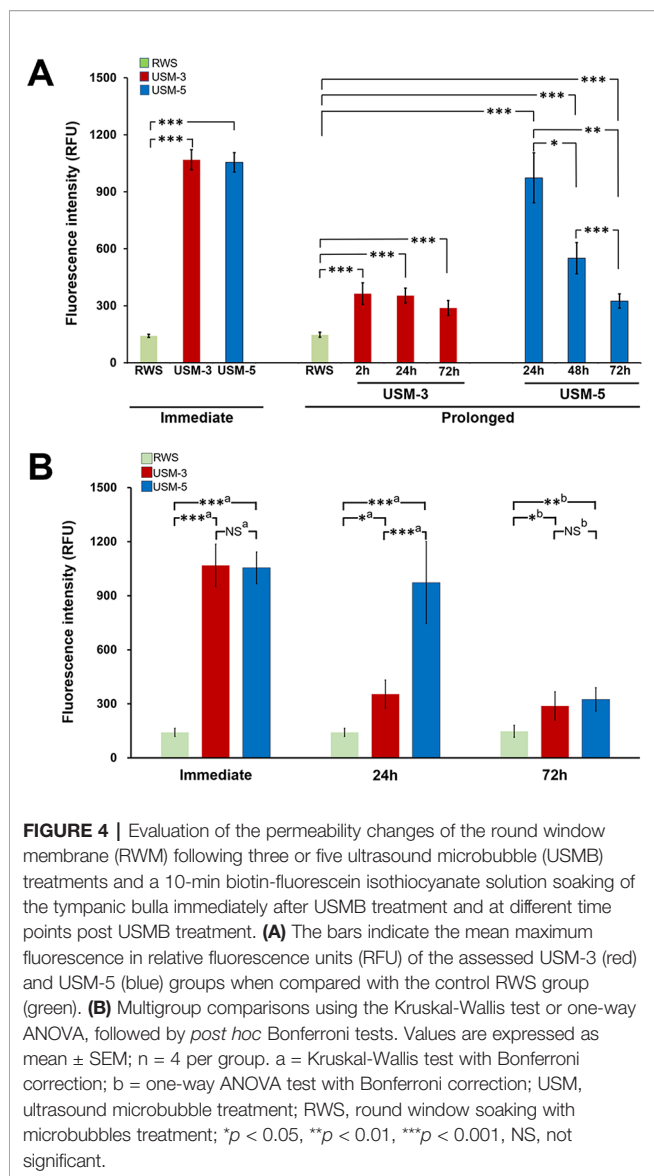 A
RWS
USM-3
USM-5
Fluorescence intensity (RFU)
1500
1200
900
600
300
0
***
***
***
***
***
***
***
***
**
*
***
RWS USM-3 USM-5 RWS 2h 24h 72h 24h 48h 72h
USM-3 USM-5
Immediate Prolonged
B
RWS
USM-3
USM-5
Fluorescence intensity (RFU)
1500
1200
900
600
300
0
***a ***a **b
***a *a *b
NSa ***a NSb
Immediate 24h 72h
FIGURE 4 | Evaluation of the permeability changes of the round window
membrane (RWM) following three or five ultrasound microbubble (USMB)
treatments and a 10-min biotin-fluorescein isothiocyanate solution soaking of
the tympanic bulla immediately after USMB treatment and at different time
points post USMB treatment. (A) The bars indicate the mean maximum
fluorescence in relative fluorescence units (RFU) of the assessed USM-3 (red)
and USM-5 (blue) groups when compared with the control RWS group
(green). (B) Multigroup comparisons using the Kruskal-Wallis test or one-way
ANOVA, followed by post hoc Bonferroni tests. Values are expressed as
mean ± SEM; n = 4 per group. a = Kruskal-Wallis test with Bonferroni
correction; b = one-way ANOVA test with Bonferroni correction; USM,
ultrasound microbubble treatment; RWS, round window soaking with
microbubbles treatment; *p < 0.05, **p < 0.01, ***p < 0.001, NS, not
significant.